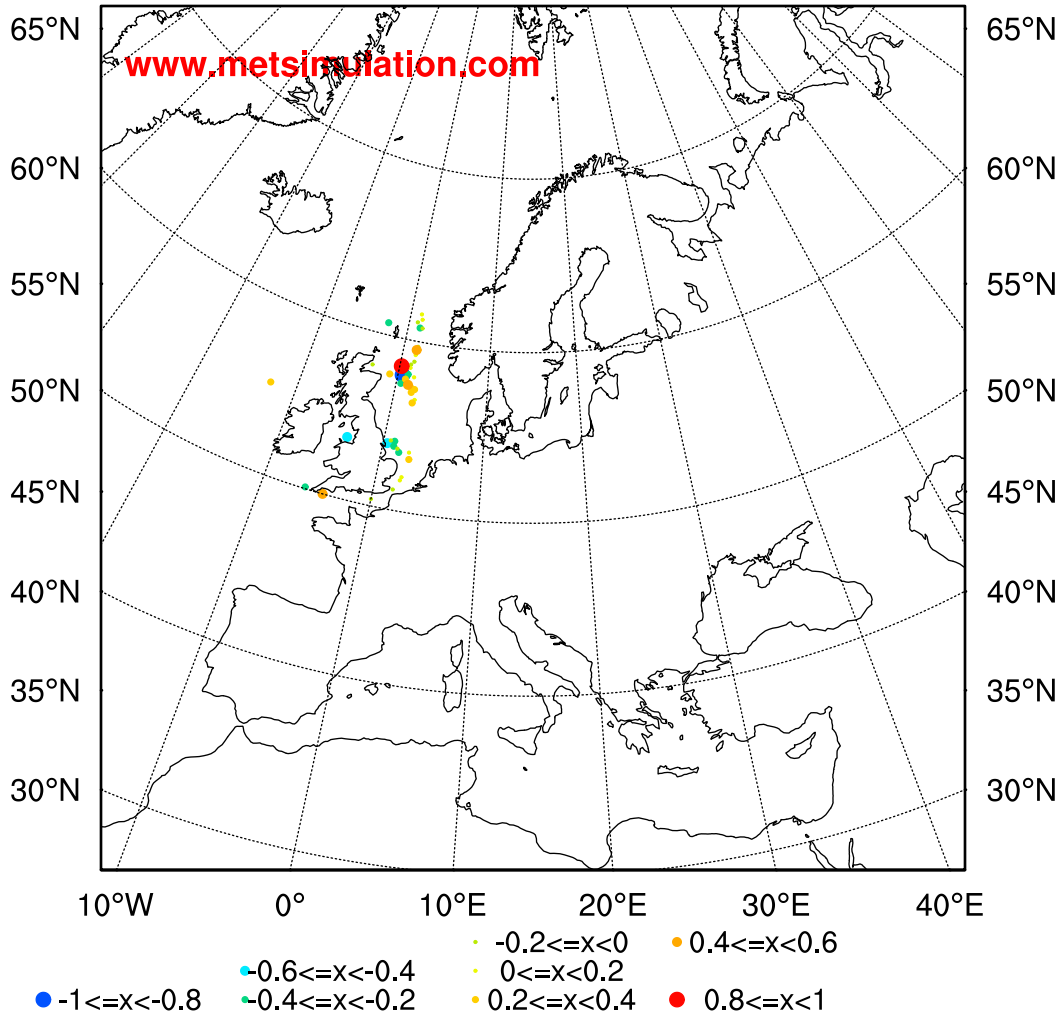 65°N 65°N
www.metsimulation.com
60°N 60°N
55°N 55°N
50°N 50°N
45°N 45°N
40°N 40°N
35°N 35°N
30°N 30°N
10°W 0° 10°E 20°E 30°E 40°E
-0.2<=x<0 0.4<=x<0.6
-0.6<=x<-0.4 0<=x<0.2
-1<=x<-0.8 -0.4<=x<-0.2 0.2<=x<0.4 0.8<=x<1